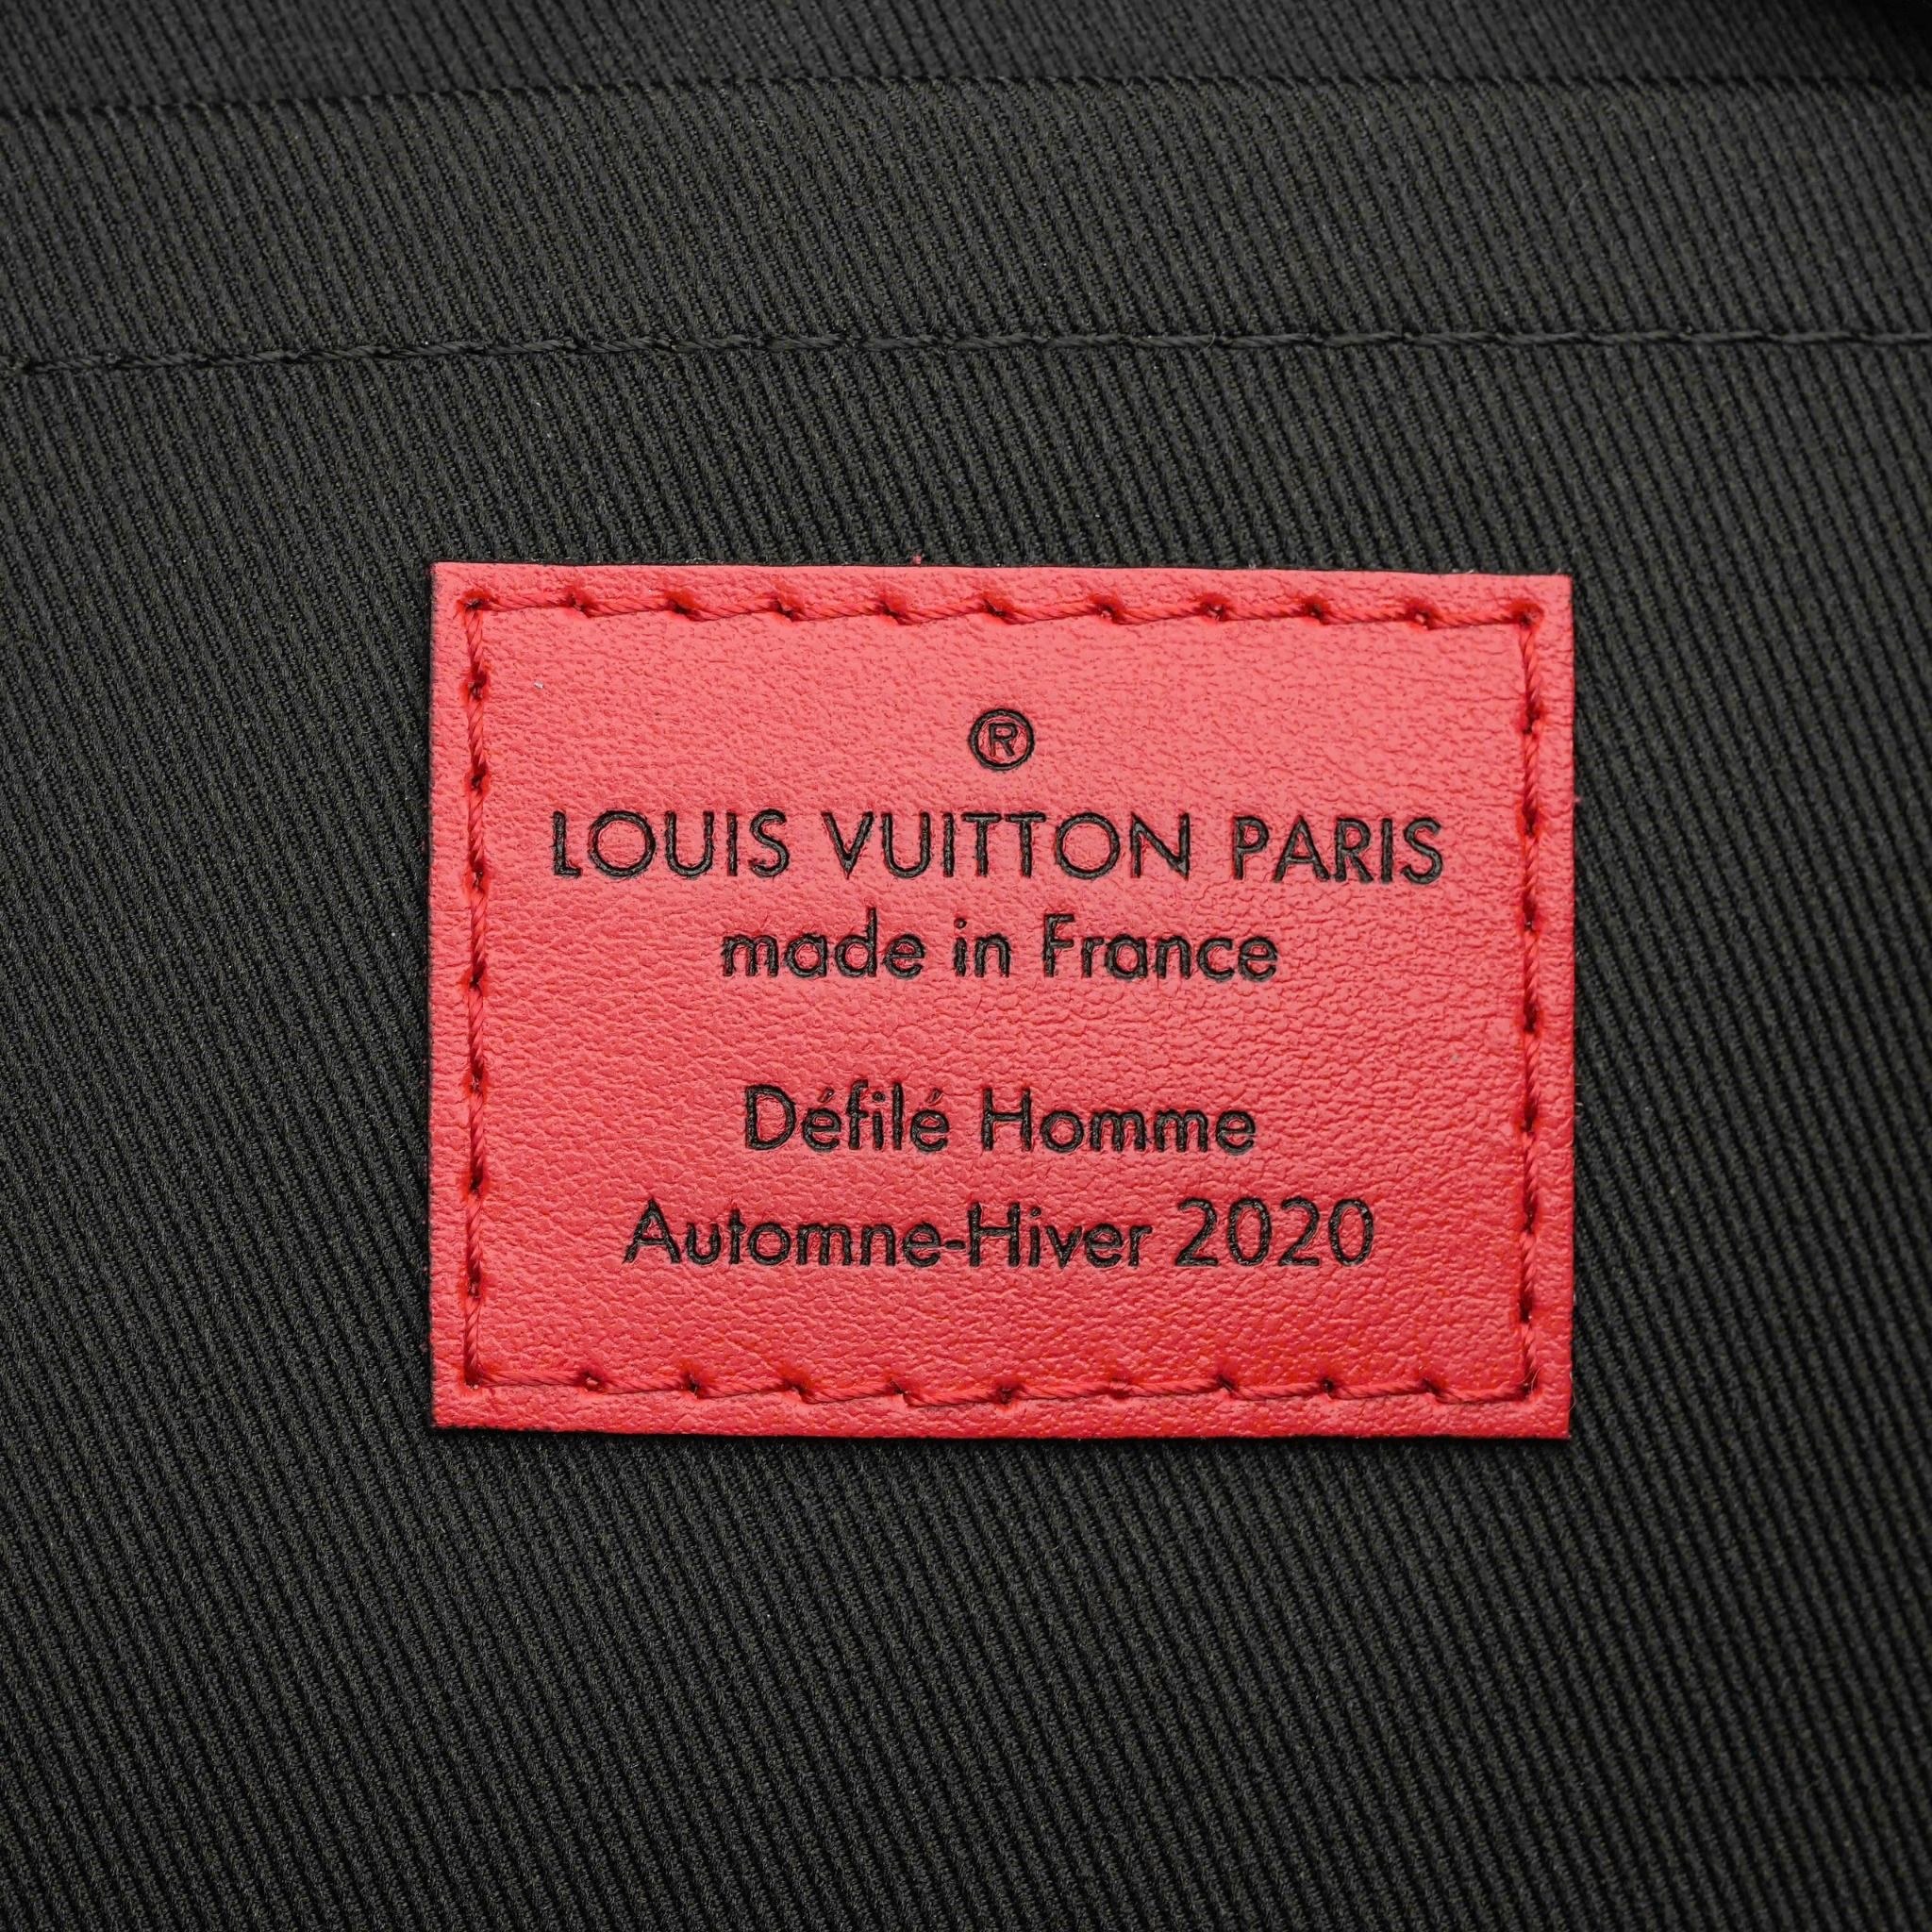 ®
LOUIS VUITTON PARIS
made in France
Défilé Homme
Automne-Hiver 2020